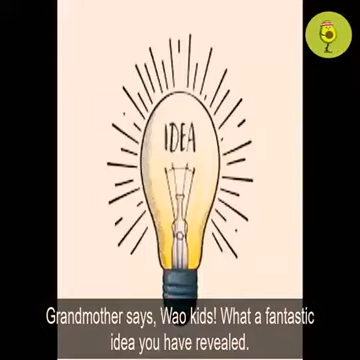 IDEA
Grandmother says, Wao kids! What a fantastic
idea you have revealed.